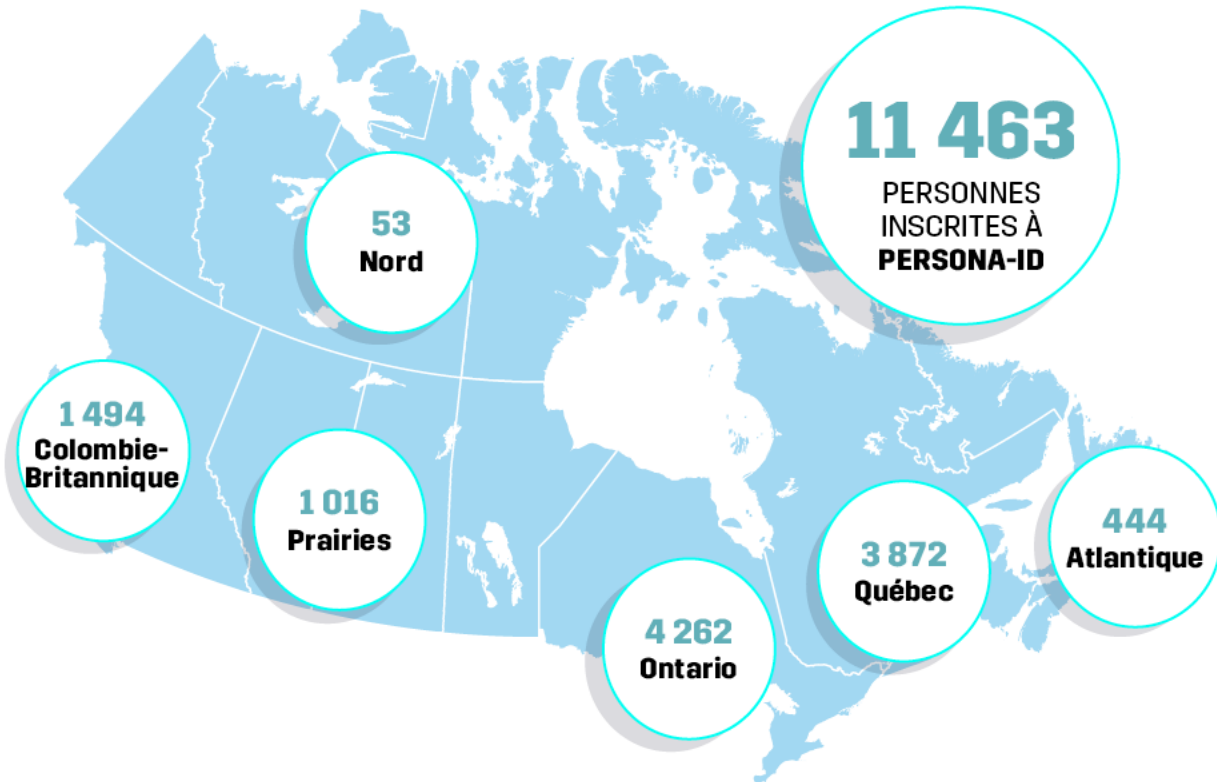 11 463
PERSONNES
INSCRITES À
PERSONA-ID
53
Nord
1 494
Colombie-
Britannique
1 016
Prairies
4 262
Ontario
3 872
Québec
444
Atlantique